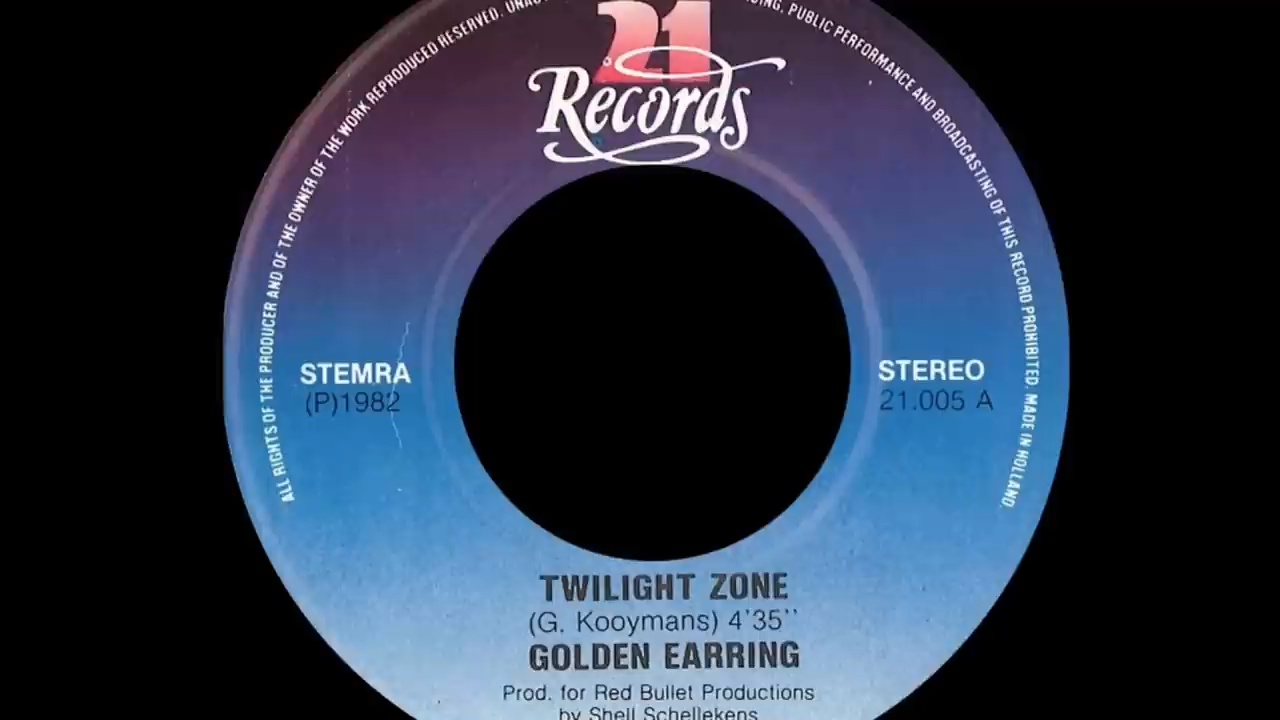 ALL RIGHTS OF THE PRODUCER AND OF THE OWNER OF THE WORK REPRODUCED RESERVED.
PUBLIC PERFORMANCE AND BROADCASTING OF THIS RECORD PROHIBITED. MADE IN HOLLAND.
21
Records
STEMRA
(P)1982
STEREO
21.005 A
TWILIGHT ZONE
(G. Kooymans) 4'35''
GOLDEN EARRING
Prod. for Red Bullet Productions
by Shell Schellekens